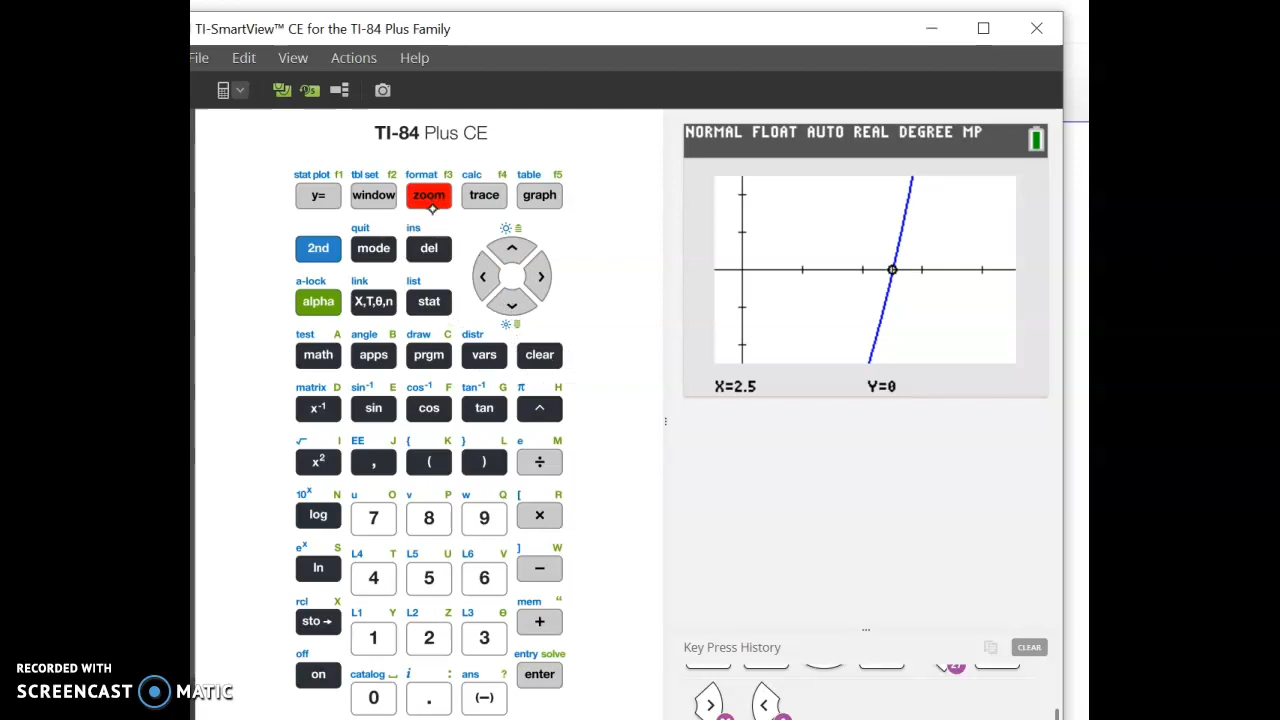 TI-SmartView™ CE for the TI-84 Plus Family
File Edit View Actions Help
TI-84 Plus CE
NORMAL FLOAT AUTO REAL DEGREE MP
stat plot f1 tbl set f2 format f3 calc f4 table f5
y= window zoom trace graph
quit ins
2nd mode del
a-lock link list
alpha X,T,θ,n stat
test A angle B draw C distr
math apps prgm vars clear
X=2.5 Y=0
matrix D sin⁻¹ E cos⁻¹ F tan⁻¹ G π H
x⁻¹ sin cos tan ^
√ I EE J { K } L e M
x² , ( ) ÷
10ˣ N u O v P w Q [ R
log 7 8 9 ×
eˣ S L4 T L5 U L6 V ] W
ln 4 5 6 −
rcl X L1 Y L2 Z L3 θ mem "
sto→ 1 2 3 +
Key Press History CLEAR
off catalog i : ans ? entry solve
on 0 . (−) enter
RECORDED WITH
SCREENCAST MATIC